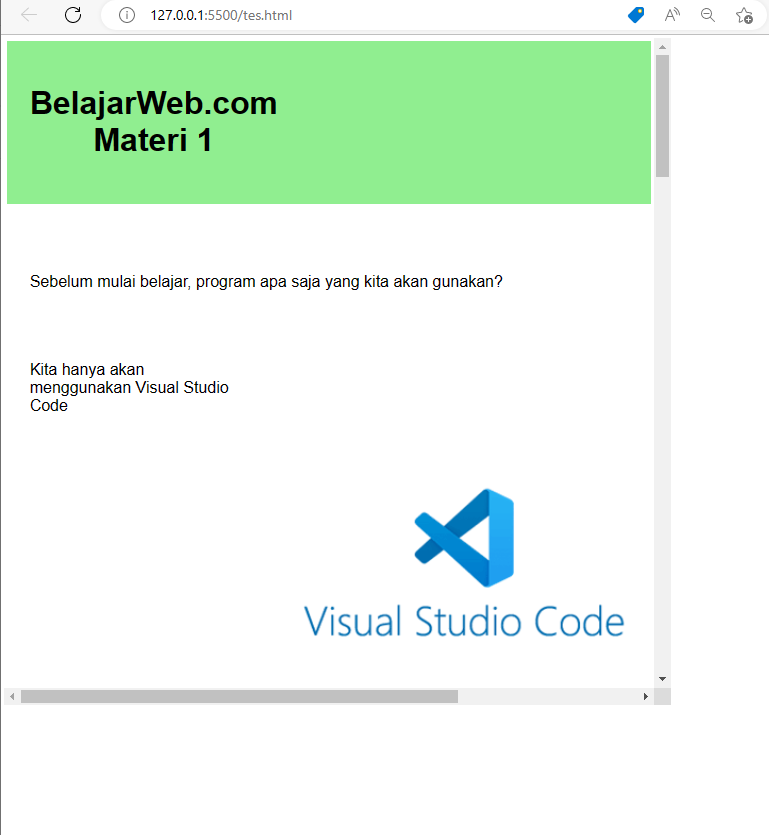 127.0.0.1:5500/tes.html
BelajarWeb.com
Materi 1
Sebelum mulai belajar, program apa saja yang kita akan gunakan?
Kita hanya akan
menggunakan Visual Studio
Code
Visual Studio Code